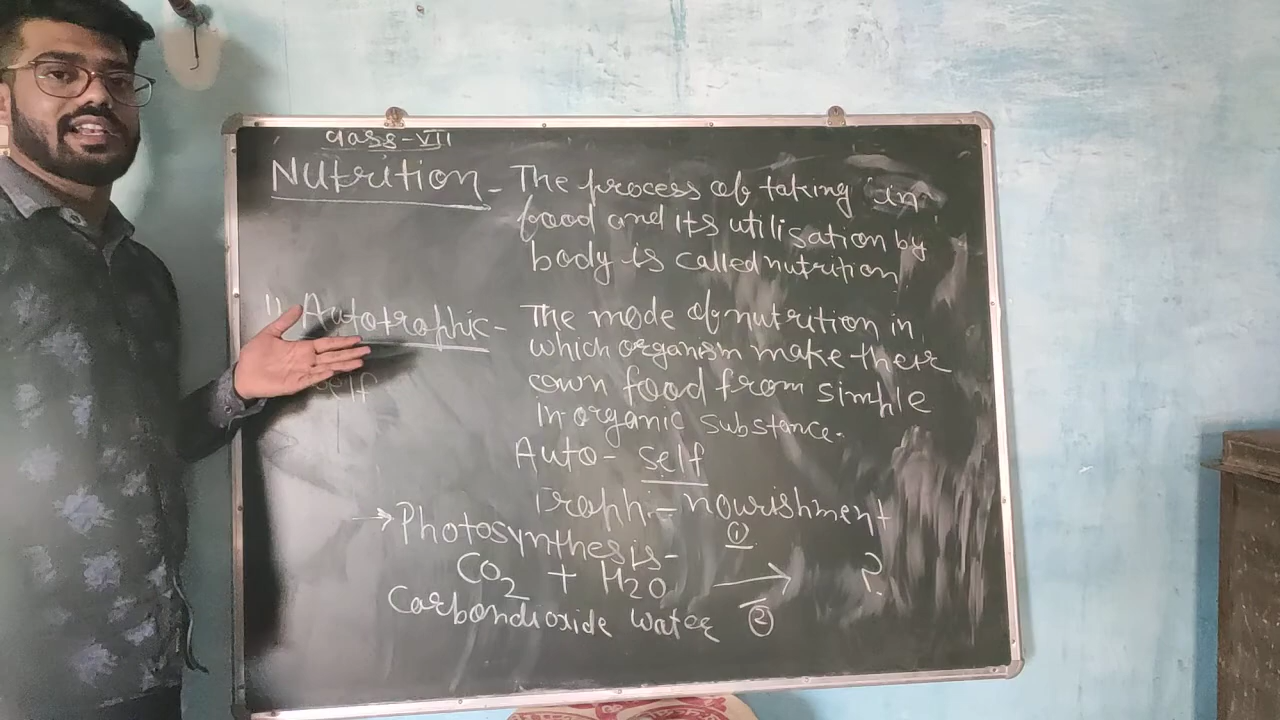 class-VII
Nutrition - The process of taking in
food and its utilisation by
body is called nutrition
1) Autotrophic - The mode of nutrition in
which organism make their
self own food from simple
inorganic substance.
Auto - self
Troph - nourishment
→ Photosynthesis - ①
CO2 + H2O → ?
Carbondioxide water ②